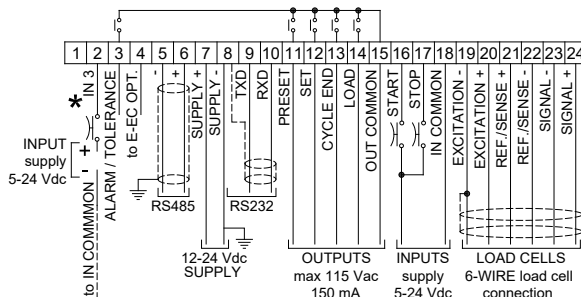 1 2 3 4 5 6 7 8 9 10 11 12 13 14 15 16 17 18 19 20 21 22 23 24
IN 3
ALARM / TOLERANCE
to E-EC OPT.
-
+
SUPPLY +
SUPPLY -
TXD
RXD
PRESET
SET
CYCLE END
LOAD
OUT COMMON
START
STOP
IN COMMON
EXCITATION -
EXCITATION +
REF./SENSE +
REF./SENSE -
SIGNAL -
SIGNAL +
*
INPUT
supply
5-24 Vdc
+
-
to IN COMMMON
RS485
RS232
12-24 Vdc
SUPPLY
OUTPUTS
max 115 Vac
150 mA
INPUTS
supply
5-24 Vdc
LOAD CELLS
6-WIRE load cell
connection